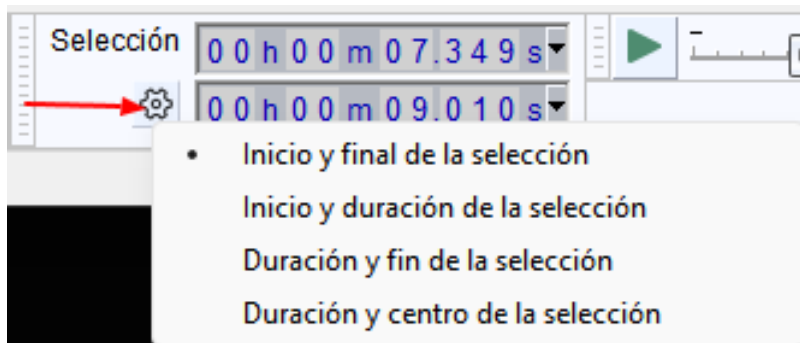 Selección 00h00m07.349s
00h00m09.010s
Inicio y final de la selección
Inicio y duración de la selección
Duración y fin de la selección
Duración y centro de la selección